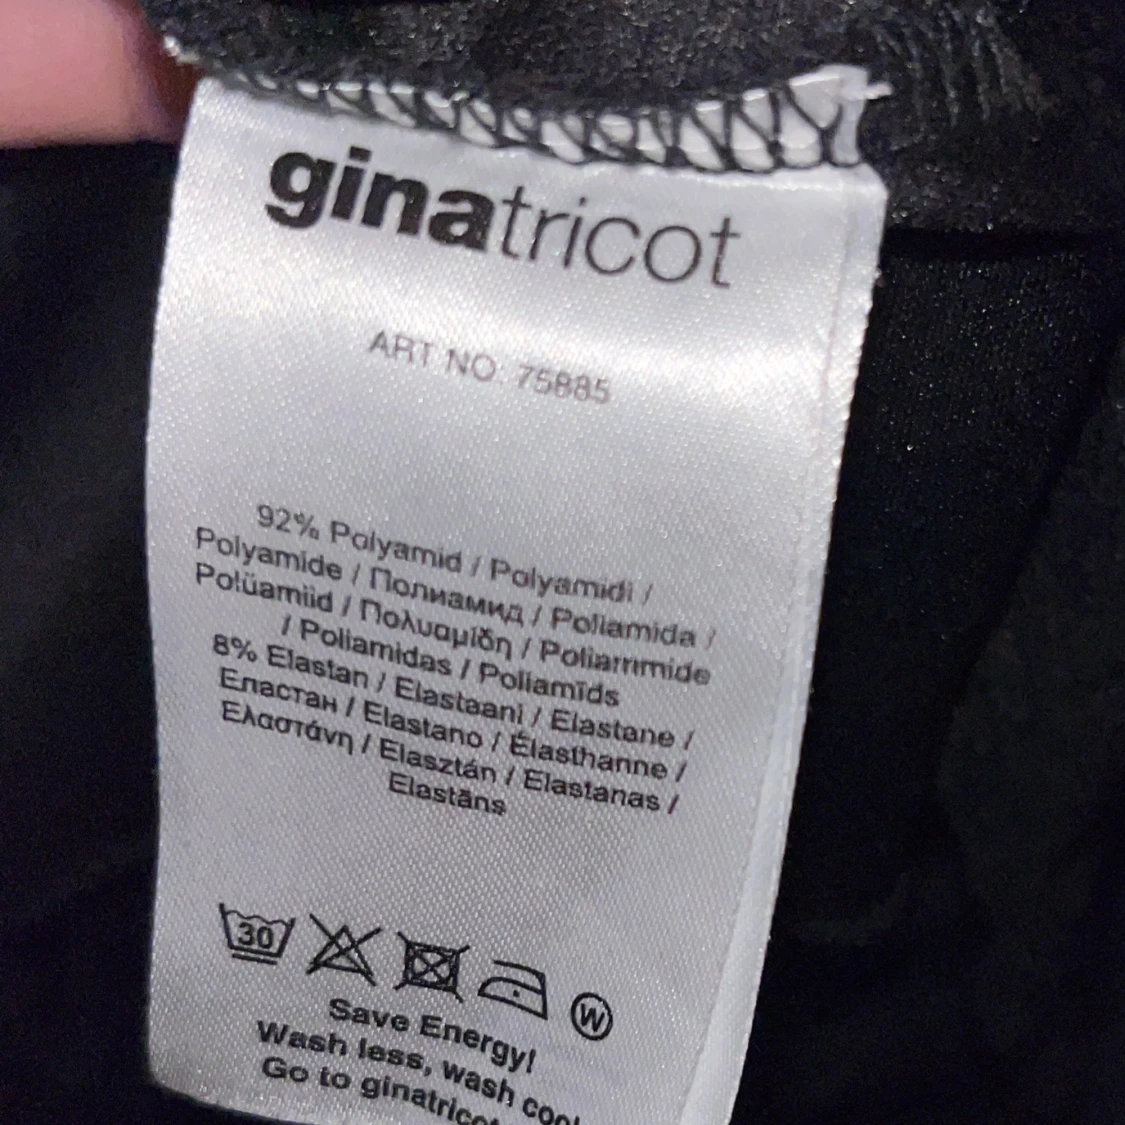 ginatricot
ART NO. 75885
92% Polyamid / Polyamidi /
Polyamide / Полиамид / Poliamida /
Polüamiid / Πολυαμίδη / Poliammide
/ Poliamidas / Poliamīds
8% Elastan / Elastaani / Elastane /
Еластан / Elastano / Élasthanne /
Ελαστάνη / Elasztán / Elastanas /
Elastāns
30
W
Save Energy!
Wash less, wash cool
Go to ginatricot